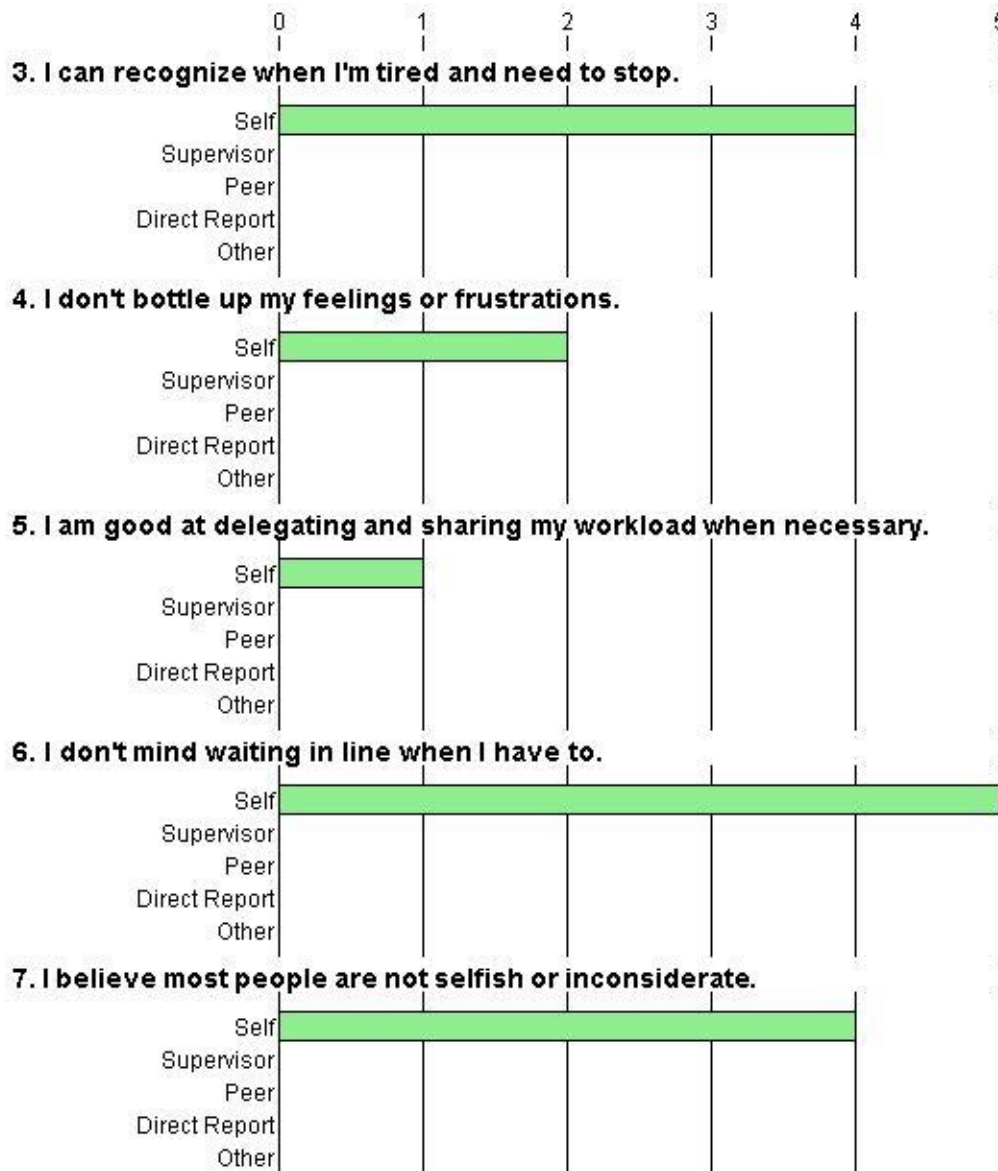 0 1 2 3 4 5
3. I can recognize when I'm tired and need to stop.
Self
Supervisor
Peer
Direct Report
Other
4. I don't bottle up my feelings or frustrations.
Self
Supervisor
Peer
Direct Report
Other
5. I am good at delegating and sharing my workload when necessary.
Self
Supervisor
Peer
Direct Report
Other
6. I don't mind waiting in line when I have to.
Self
Supervisor
Peer
Direct Report
Other
7. I believe most people are not selfish or inconsiderate.
Self
Supervisor
Peer
Direct Report
Other